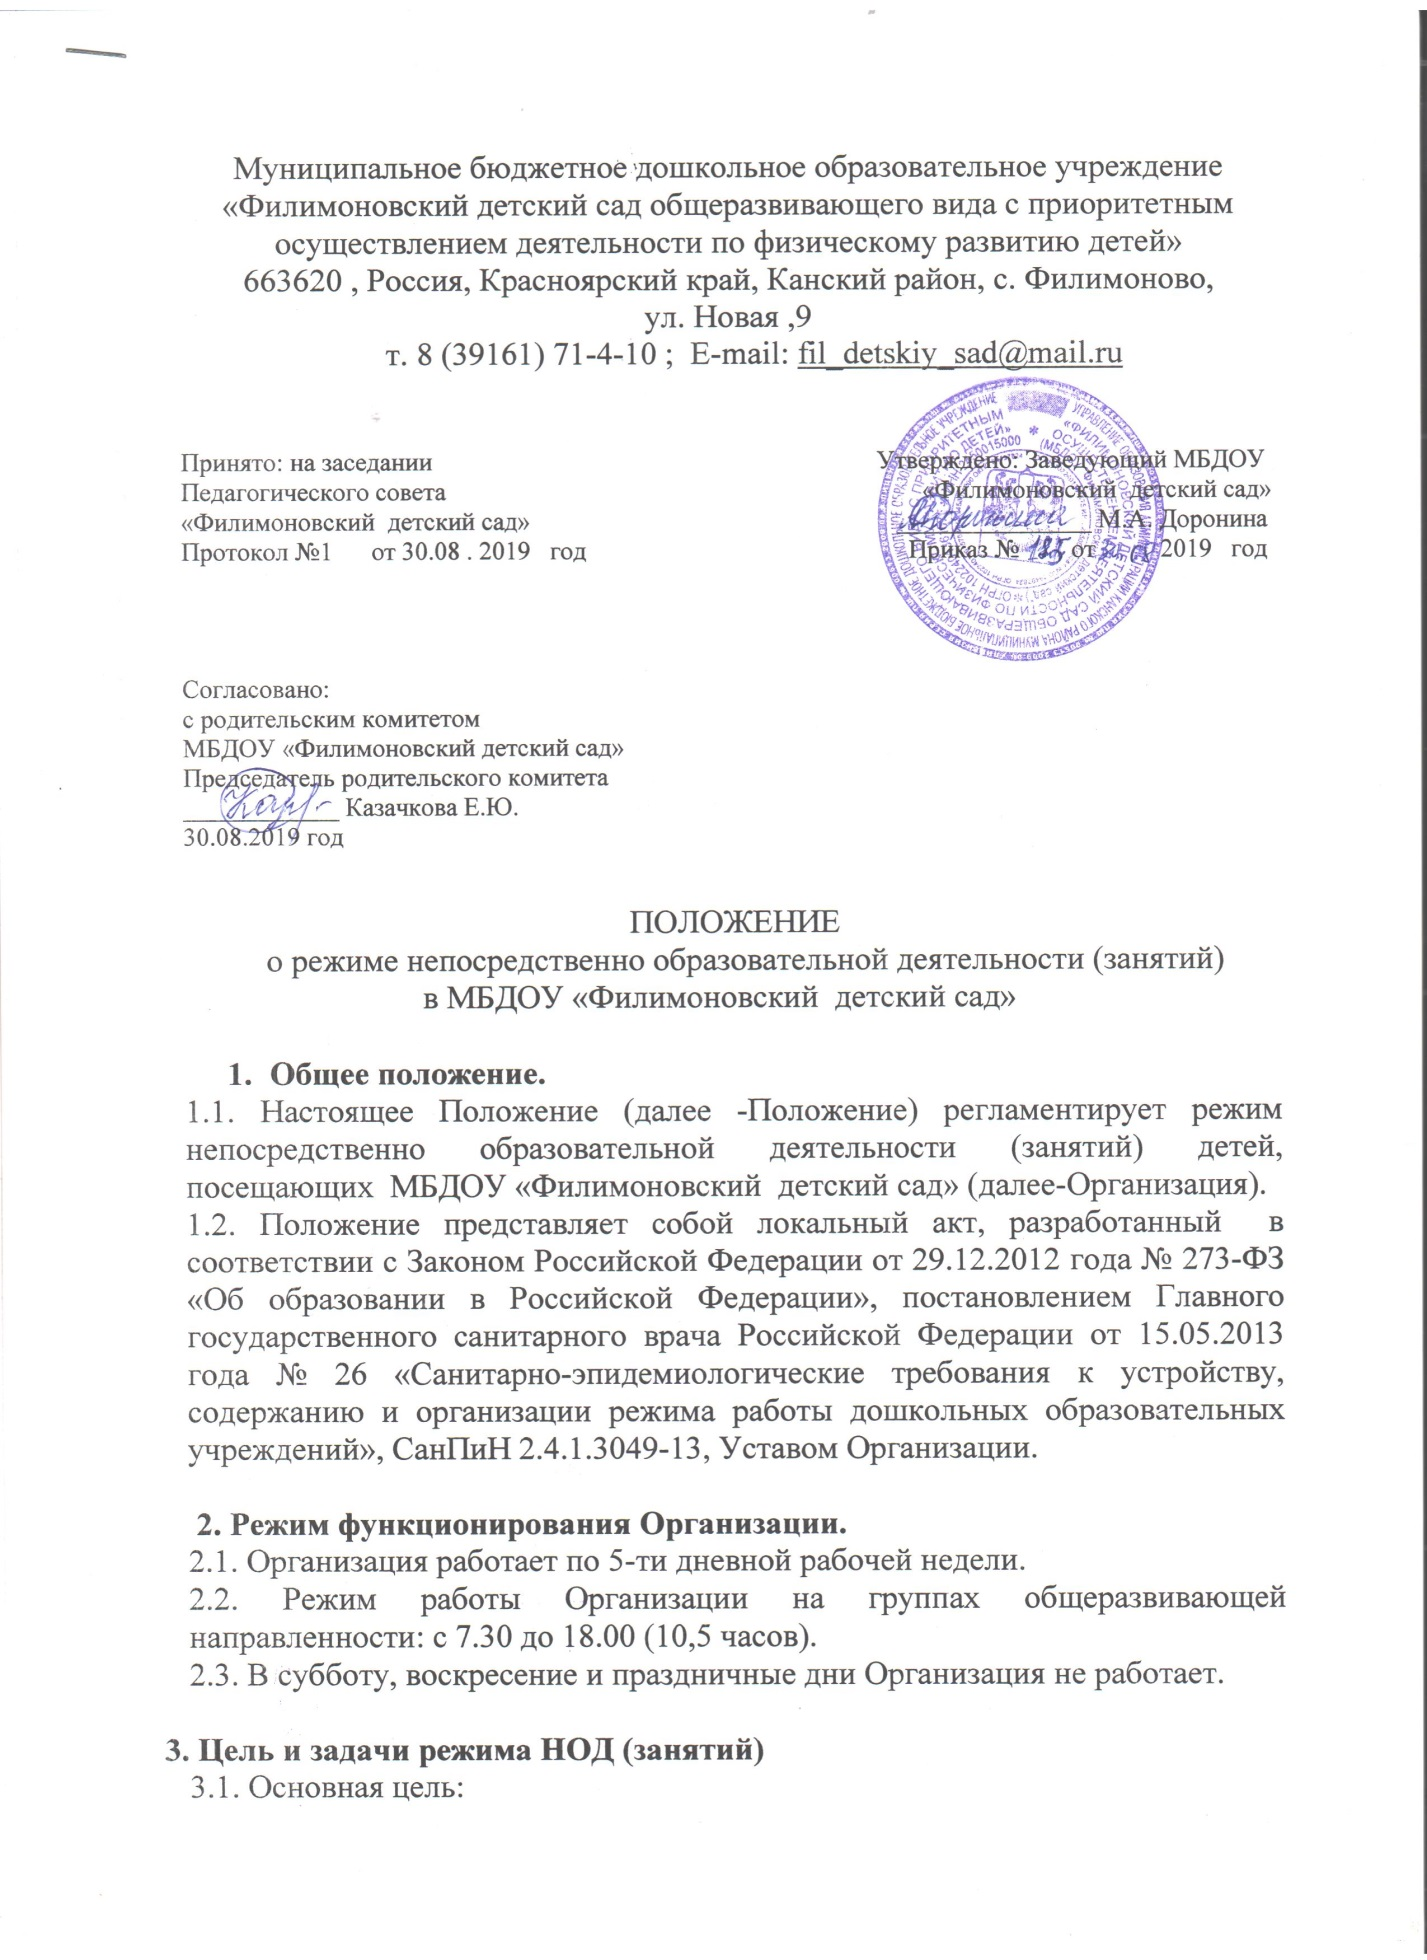 Муниципальное бюджетное дошкольное образовательное учреждение
«Филимоновский детский сад общеразвивающего вида с приоритетным
осуществлением деятельности по физическому развитию детей»
663620 , Россия, Красноярский край, Канский район, с. Филимоново,
ул. Новая ,9
т. 8 (39161) 71-4-10 ; E-mail: fil_detskiy_sad@mail.ru
Принято: на заседании
Педагогического совета
«Филимоновский детский сад»
Протокол №1 от 30.08 . 2019 год
Утверждено: Заведующий МБДОУ
«Филимоновский детский сад»
М.А. Доронина
Приказ № от 2019 год
Согласовано:
с родительским комитетом
МБДОУ «Филимоновский детский сад»
Председатель родительского комитета
____________ Казачкова Е.Ю.
30.08.2019 год
ПОЛОЖЕНИЕ
о режиме непосредственно образовательной деятельности (занятий)
в МБДОУ «Филимоновский детский сад»
1. Общее положение.
1.1. Настоящее Положение (далее -Положение) регламентирует режим
непосредственно образовательной деятельности (занятий) детей,
посещающих МБДОУ «Филимоновский детский сад» (далее-Организация).
1.2. Положение представляет собой локальный акт, разработанный в
соответствии с Законом Российской Федерации от 29.12.2012 года № 273-ФЗ
«Об образовании в Российской Федерации», постановлением Главного
государственного санитарного врача Российской Федерации от 15.05.2013
года № 26 «Санитарно-эпидемиологические требования к устройству,
содержанию и организации режима работы дошкольных образовательных
учреждений», СанПиН 2.4.1.3049-13, Уставом Организации.
2. Режим функционирования Организации.
2.1. Организация работает по 5-ти дневной рабочей недели.
2.2. Режим работы Организации на группах общеразвивающей
направленности: с 7.30 до 18.00 (10,5 часов).
2.3. В субботу, воскресение и праздничные дни Организация не работает.
3. Цель и задачи режима НОД (занятий)
3.1. Основная цель: